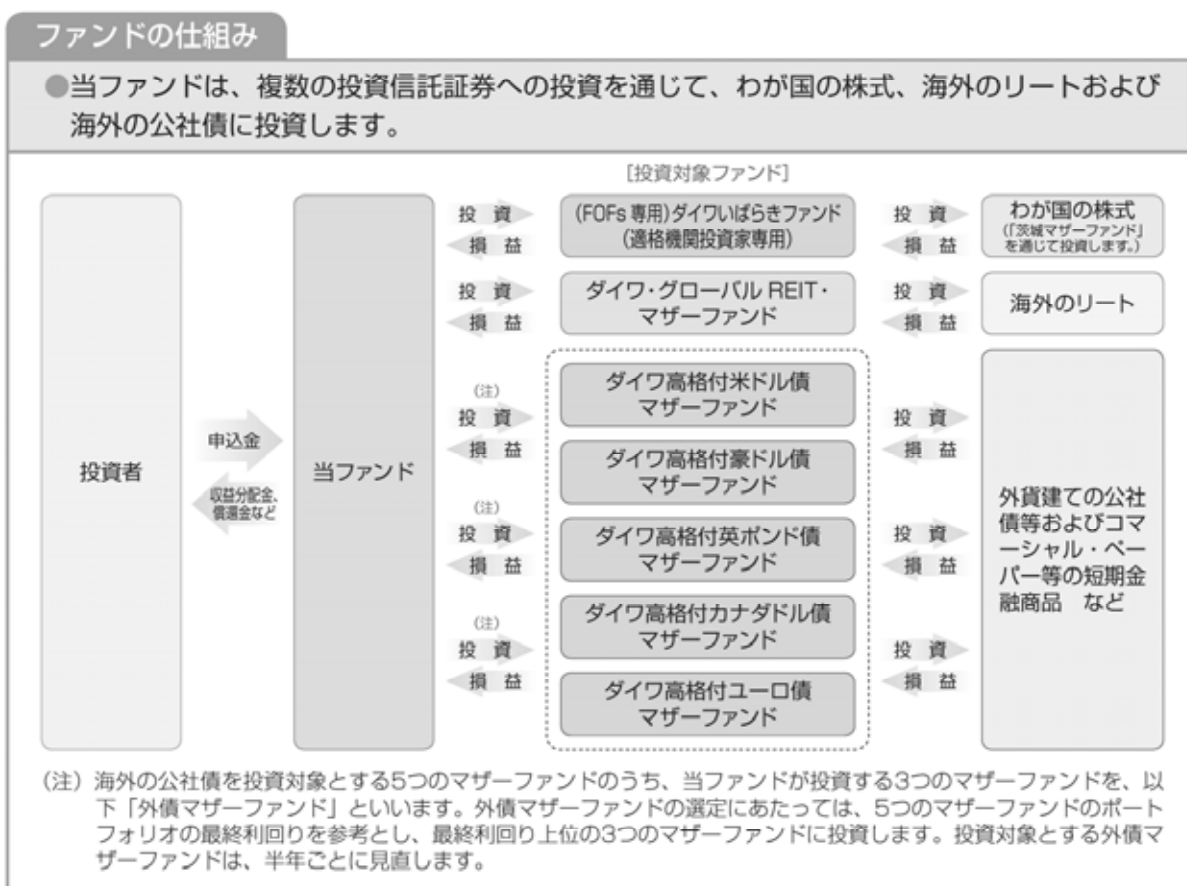 ファンドの仕組み
●当ファンドは、複数の投資信託証券への投資を通じて、わが国の株式、海外のリートおよび
海外の公社債に投資します。
［投資対象ファンド］
投資者
申込金
収益分配金、
償還金など
当ファンド
投 資
損 益
(FOFs 専用)ダイワいばらきファンド
(適格機関投資家専用)
投 資
損 益
わが国の株式
(「茨城マザーファンド」
を通じて投資します。)
投 資
損 益
ダイワ・グローバル REIT・
マザーファンド
投 資
損 益
海外のリート
(注)
投 資
損 益
ダイワ高格付米ドル債
マザーファンド
ダイワ高格付豪ドル債
マザーファンド
投 資
損 益
(注)
投 資
損 益
ダイワ高格付英ポンド債
マザーファンド
投 資
損 益
(注)
投 資
損 益
ダイワ高格付カナダドル債
マザーファンド
ダイワ高格付ユーロ債
マザーファンド
投 資
損 益
外貨建ての公社
債等およびコマ
ーシャル・ペー
パー等の短期金
融商品 など
(注) 海外の公社債を投資対象とする5つのマザーファンドのうち、当ファンドが投資する3つのマザーファンドを、以
下「外債マザーファンド」といいます。外債マザーファンドの選定にあたっては、5つのマザーファンドのポート
フォリオの最終利回りを参考とし、最終利回り上位の3つのマザーファンドに投資します。投資対象とする外債マ
ザーファンドは、半年ごとに見直します。